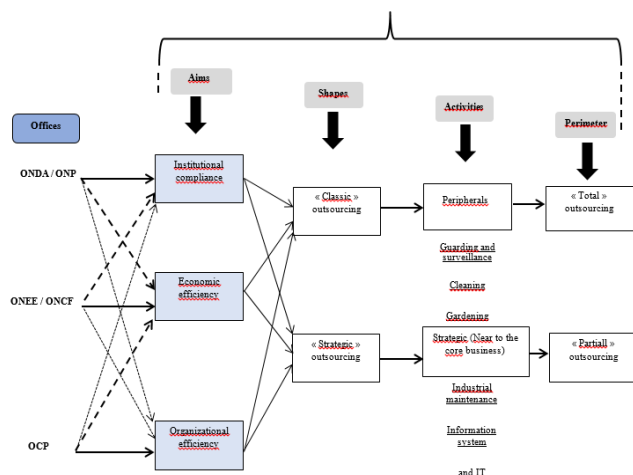 Aims
Shapes
Activities
Perimeter
Offices
ONDA / ONP
Institutional
compliance
« Classic »
outsourcing
Peripherals
« Total »
outsourcing
Guarding and
surveillance
Cleaning
Gardening
ONEE / ONCF
Economic
efficiency
« Strategic »
outsourcing
Strategic (Near to the
core business)
« Partiall »
outsourcing
Industrial
maintenance
Information
system
and IT
OCP
Organizational
efficiency